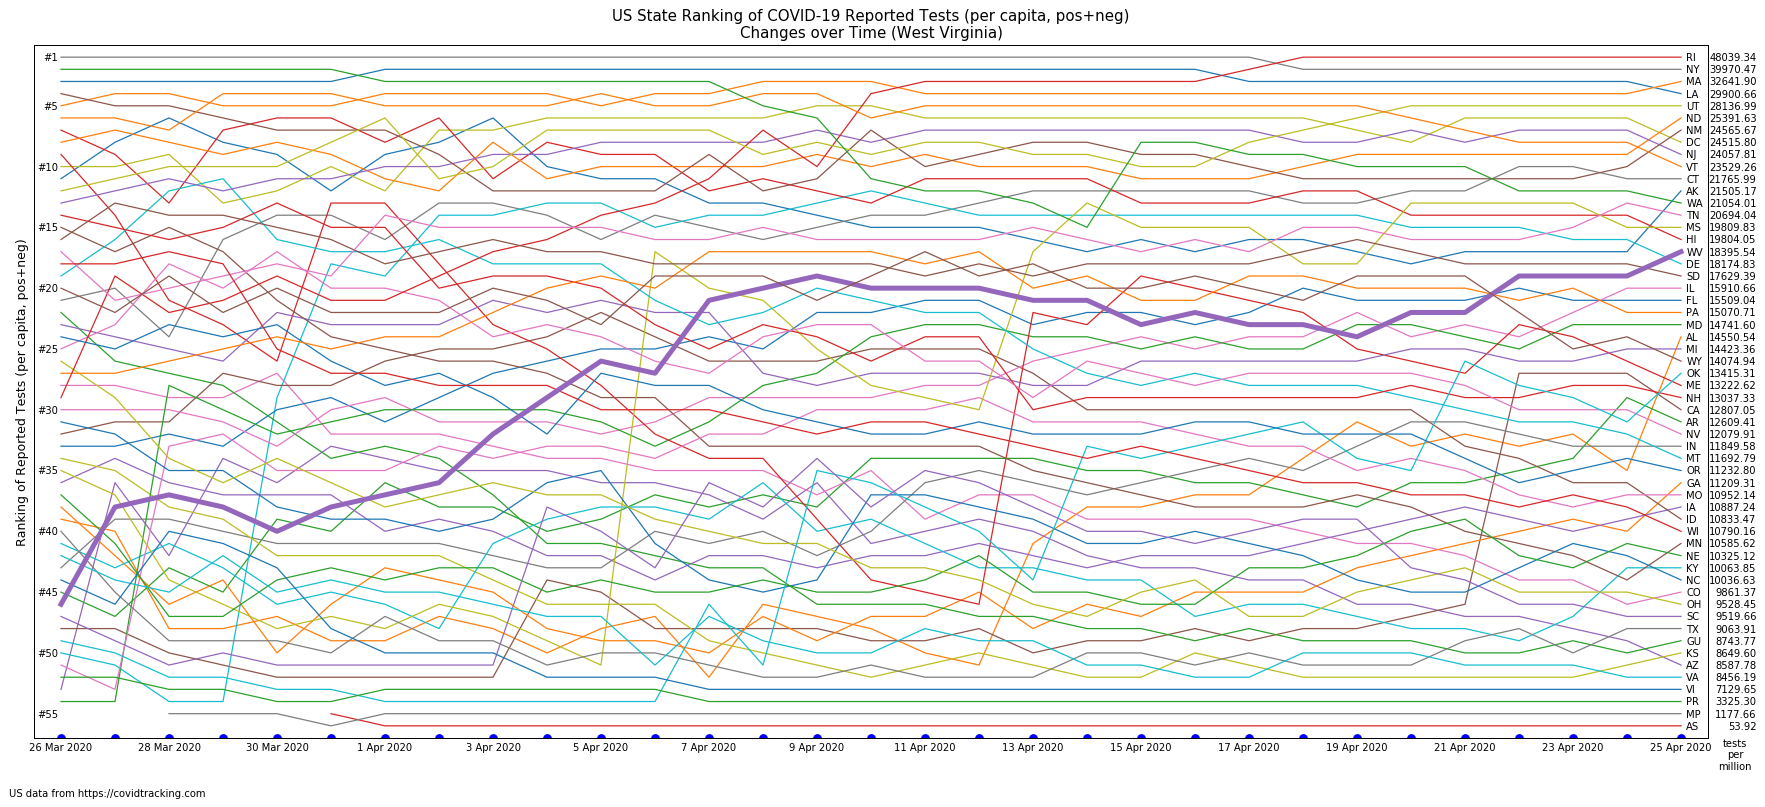 US State Ranking of COVID-19 Reported Tests (per capita, pos+neg)
Changes over Time (West Virginia)
Ranking of Reported Tests (per capita, pos+neg)
#1
#5
#10
#15
#20
#25
#30
#35
#40
#45
#50
#55
RI 48039.34
NY 39970.47
MA 32641.90
LA 29900.66
UT 28136.99
ND 25391.63
NM 24565.67
DC 24515.80
NJ 24057.81
VT 23529.26
CT 21765.99
AK 21505.17
WA 21054.01
TN 20694.04
MS 19809.83
HI 19804.05
WV 18395.54
DE 18174.83
SD 17629.39
IL 15910.66
FL 15509.04
PA 15070.71
MD 14741.60
AL 14550.54
MI 14423.36
WY 14074.94
OK 13415.31
ME 13222.62
NH 13037.33
CA 12807.05
AR 12609.41
NV 12079.91
IN 11849.58
MT 11692.79
OR 11232.80
GA 11209.31
MO 10952.14
IA 10887.24
ID 10833.47
WI 10790.16
MN 10585.62
NE 10325.12
KY 10063.85
NC 10036.63
CO 9861.37
OH 9528.45
SC 9519.66
TX 9063.91
GU 8743.77
KS 8649.60
AZ 8587.78
VA 8456.19
VI 7129.65
PR 3325.30
MP 1177.66
AS 53.92
26 Mar 2020 28 Mar 2020 30 Mar 2020 1 Apr 2020 3 Apr 2020 5 Apr 2020 7 Apr 2020 9 Apr 2020 11 Apr 2020 13 Apr 2020 15 Apr 2020 17 Apr 2020 19 Apr 2020 21 Apr 2020 23 Apr 2020 25 Apr 2020
tests
per
million
US data from https://covidtracking.com